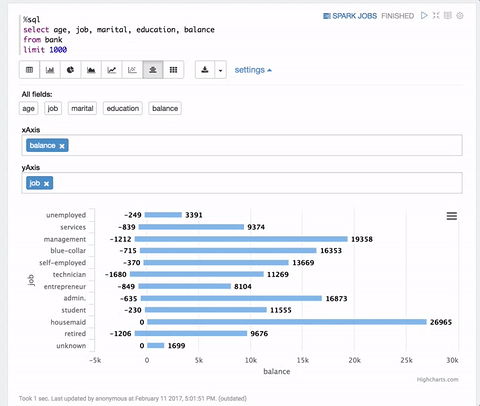 %sql
SPARK JOBS FINISHED
select age, job, marital, education, balance
from bank
limit 1000
settings
All fields:
age job marital education balance
xAxis
balance ×
yAxis
job ×
unemployed -249 3391
services -839 9374
management -1212 19358
blue-collar -715 16353
self-employed -370 13669
technician -1680 11269
entrepreneur -849 8104
admin. -635 16873
student -230 11555
housemaid 0 26965
retired -1206 9676
unknown 0 1699
job
-5k 0 5k 10k 15k 20k 25k 30k
balance
Highcharts.com
Took 1 sec. Last updated by anonymous at February 11 2017, 5:01:51 PM. (outdated)